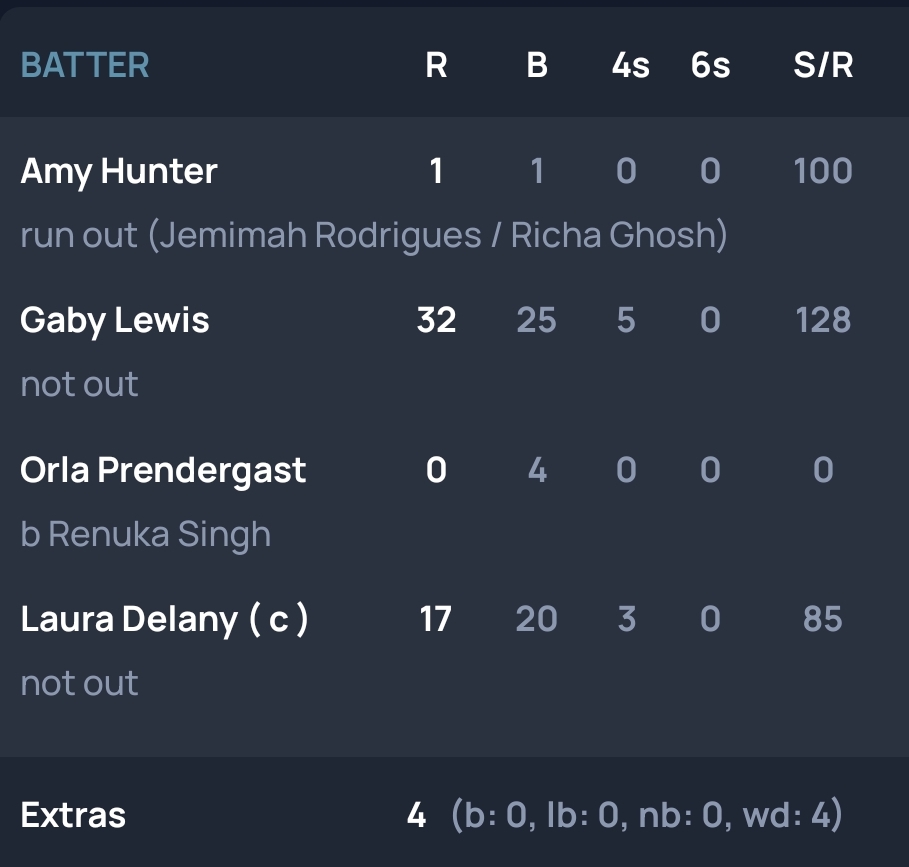 BATTER R B 4s 6s S/R
Amy Hunter 1 1 0 0 100
run out (Jemimah Rodrigues / Richa Ghosh)
Gaby Lewis 32 25 5 0 128
not out
Orla Prendergast 0 4 0 0 0
b Renuka Singh
Laura Delany ( c ) 17 20 3 0 85
not out
Extras 4 (b: 0, lb: 0, nb: 0, wd: 4)